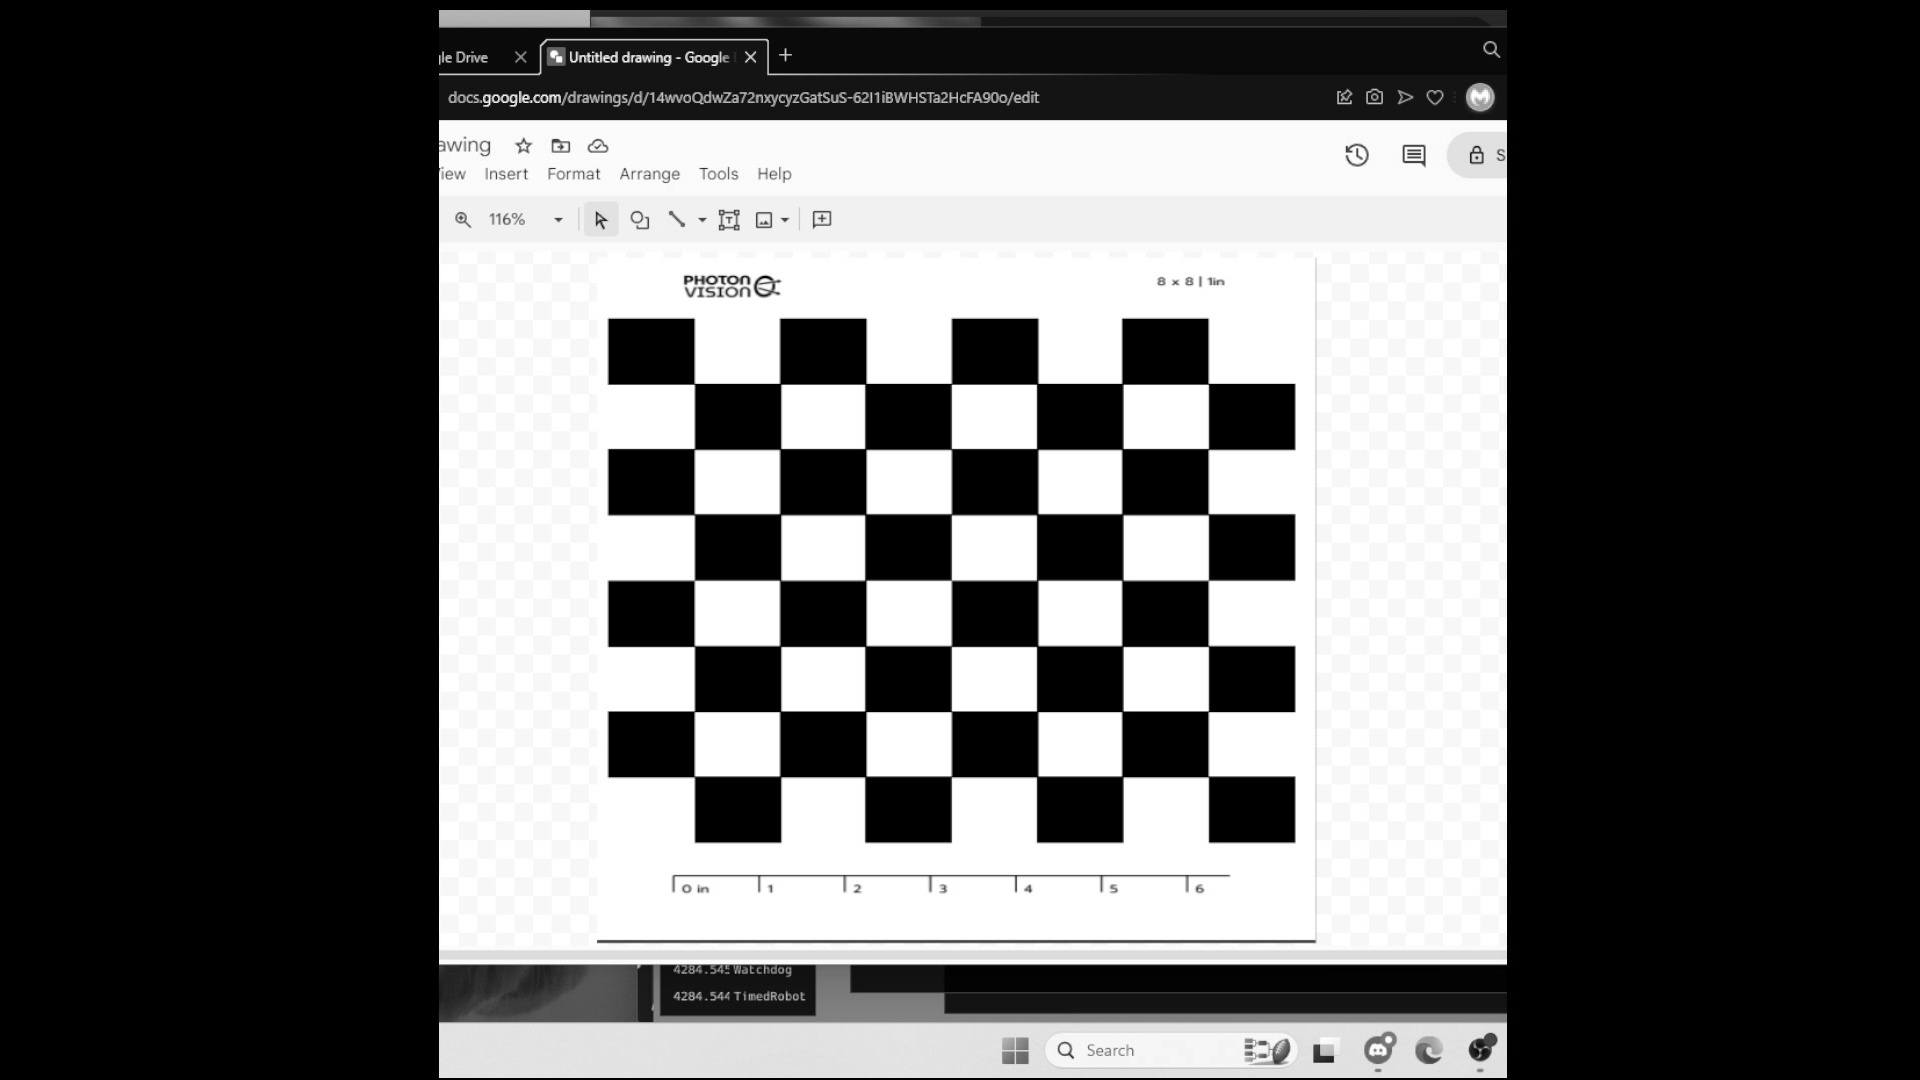 le Drive
Untitled drawing - Google
docs.google.com/drawings/d/14wvoQdwZa72nxycyzGatSuS-62I1iBWHSTa2HcFA90o/edit
awing
iew Insert Format Arrange Tools Help
S
116%
PHOTON
VISION
8 x 8 | 1in
0 in 1 2 3 4 5 6
4284.545 Watchdog
4284.544 TimedRobot
Search